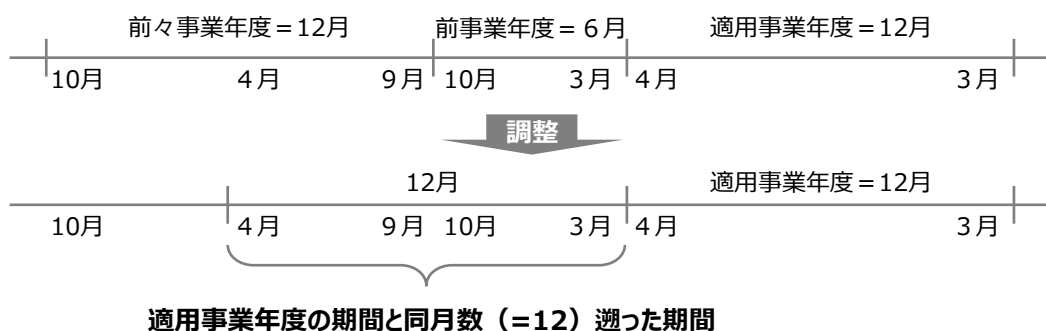 前々事業年度＝12月 前事業年度＝６月 適用事業年度＝12月
10月 ４月 ９月 10月 ３月 ４月 ３月
調整
12月 適用事業年度＝12月
10月 ４月 ９月 10月 ３月 ４月 ３月
適用事業年度の期間と同月数（=12）遡った期間